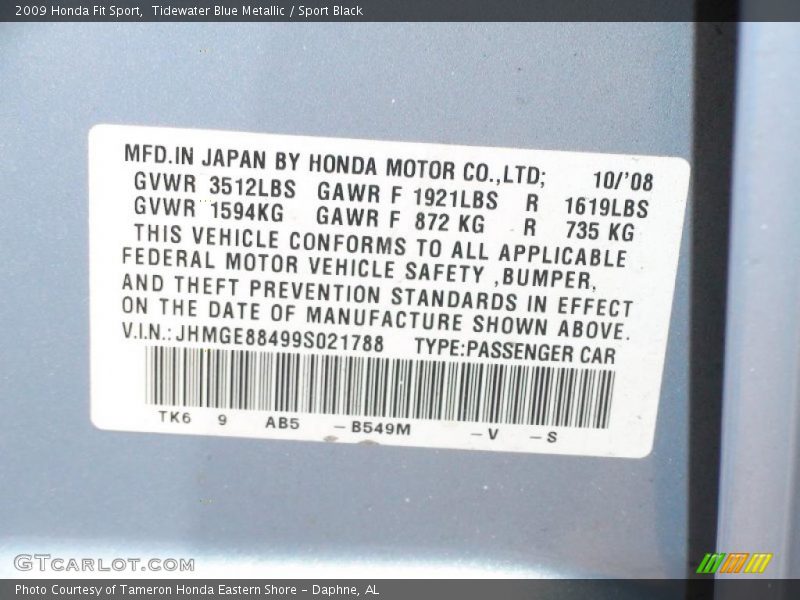 2009 Honda Fit Sport,  Tidewater Blue Metallic / Sport Black
MFD.IN JAPAN BY HONDA MOTOR CO.,LTD; 10/'08
GVWR 3512LBS GAWR F 1921LBS R 1619LBS
GVWR 1594KG GAWR F 872 KG R 735 KG
THIS VEHICLE CONFORMS TO ALL APPLICABLE
FEDERAL MOTOR VEHICLE SAFETY ,BUMPER,
AND THEFT PREVENTION STANDARDS IN EFFECT
ON THE DATE OF MANUFACTURE SHOWN ABOVE.
V.I.N.: JHMGE88499S021788 TYPE:PASSENGER CAR
TK6 9 AB5 -B549M -V -S
GTCARLOT.COM
Photo Courtesy of Tameron Honda Eastern Shore - Daphne, AL